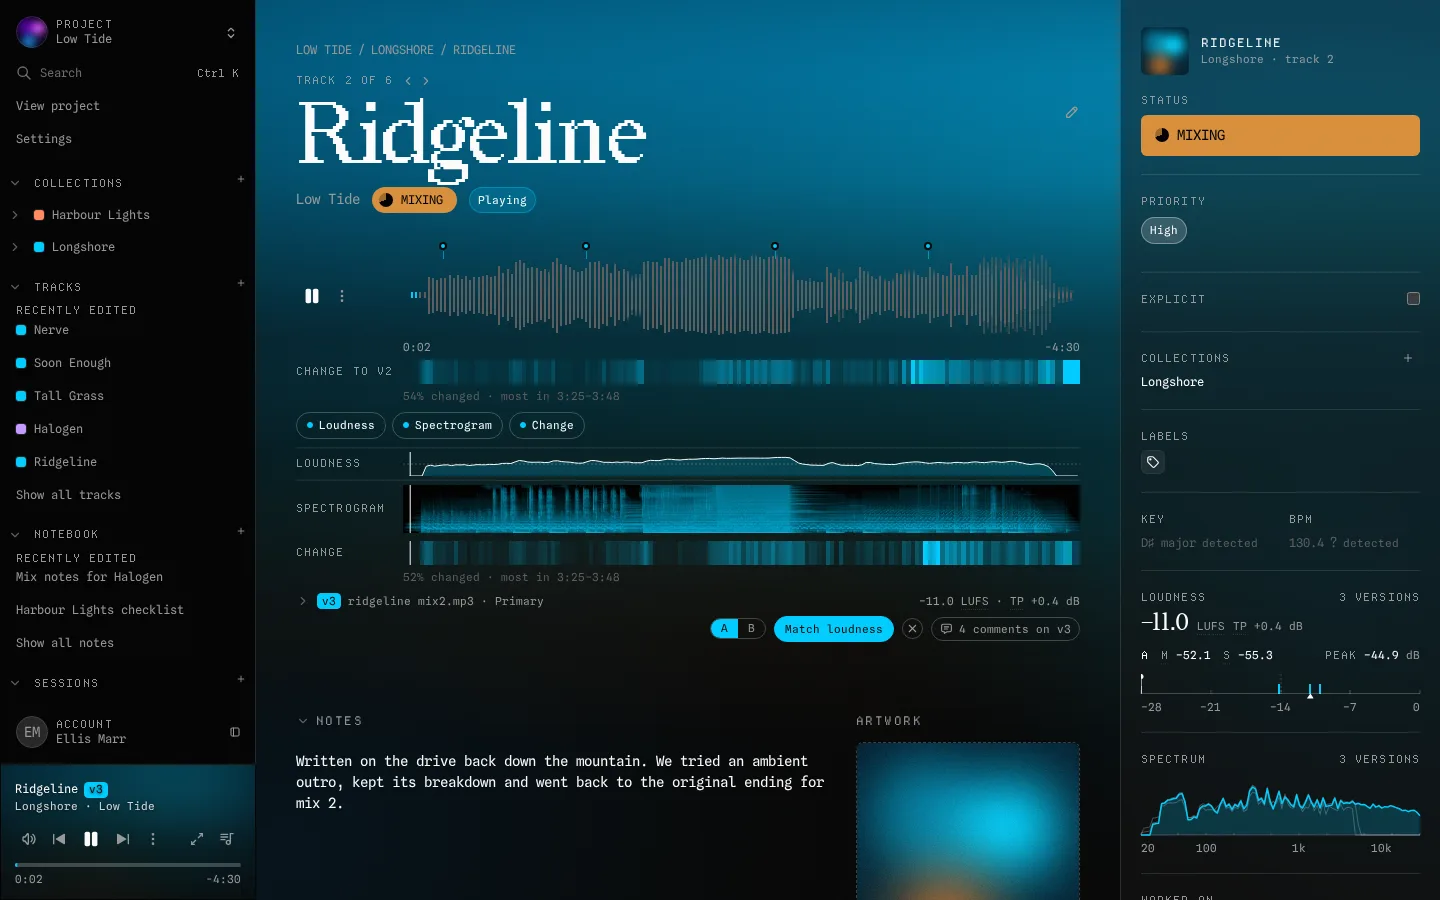 PROJECT
Low Tide
Search Ctrl K
View project
Settings
COLLECTIONS +
Harbour Lights
Longshore
TRACKS +
RECENTLY EDITED
Nerve
Soon Enough
Tall Grass
Halogen
Ridgeline
Show all tracks
NOTEBOOK +
RECENTLY EDITED
Mix notes for Halogen
Harbour Lights checklist
Show all notes
SESSIONS +
EM ACCOUNT
Ellis Marr
Ridgeline v3
Longshore · Low Tide
0:02 -4:30
LOW TIDE / LONGSHORE / RIDGELINE
TRACK 2 OF 6 < >
Ridgeline
Low Tide MIXING Playing
0:02 -4:30
CHANGE TO V2
54% changed · most in 3:25–3:48
Loudness Spectrogram Change
LOUDNESS
SPECTROGRAM
CHANGE
52% changed · most in 3:25–3:48
v3 ridgeline mix2.mp3 · Primary −11.0 LUFS · TP +0.4 dB
A B Match loudness × 4 comments on v3
NOTES
Written on the drive back down the mountain. We tried an ambient
outro, kept its breakdown and went back to the original ending for
mix 2.
ARTWORK
RIDGELINE
Longshore · track 2
STATUS
MIXING
PRIORITY
High
EXPLICIT
COLLECTIONS +
Longshore
LABELS
KEY BPM
D♯ major detected 130.4 ? detected
LOUDNESS 3 VERSIONS
−11.0 LUFS TP +0.4 dB
A M −52.1 S −55.3 PEAK −44.9 dB
−28 −21 −14 −7 0
SPECTRUM 3 VERSIONS
20 100 1k 10k